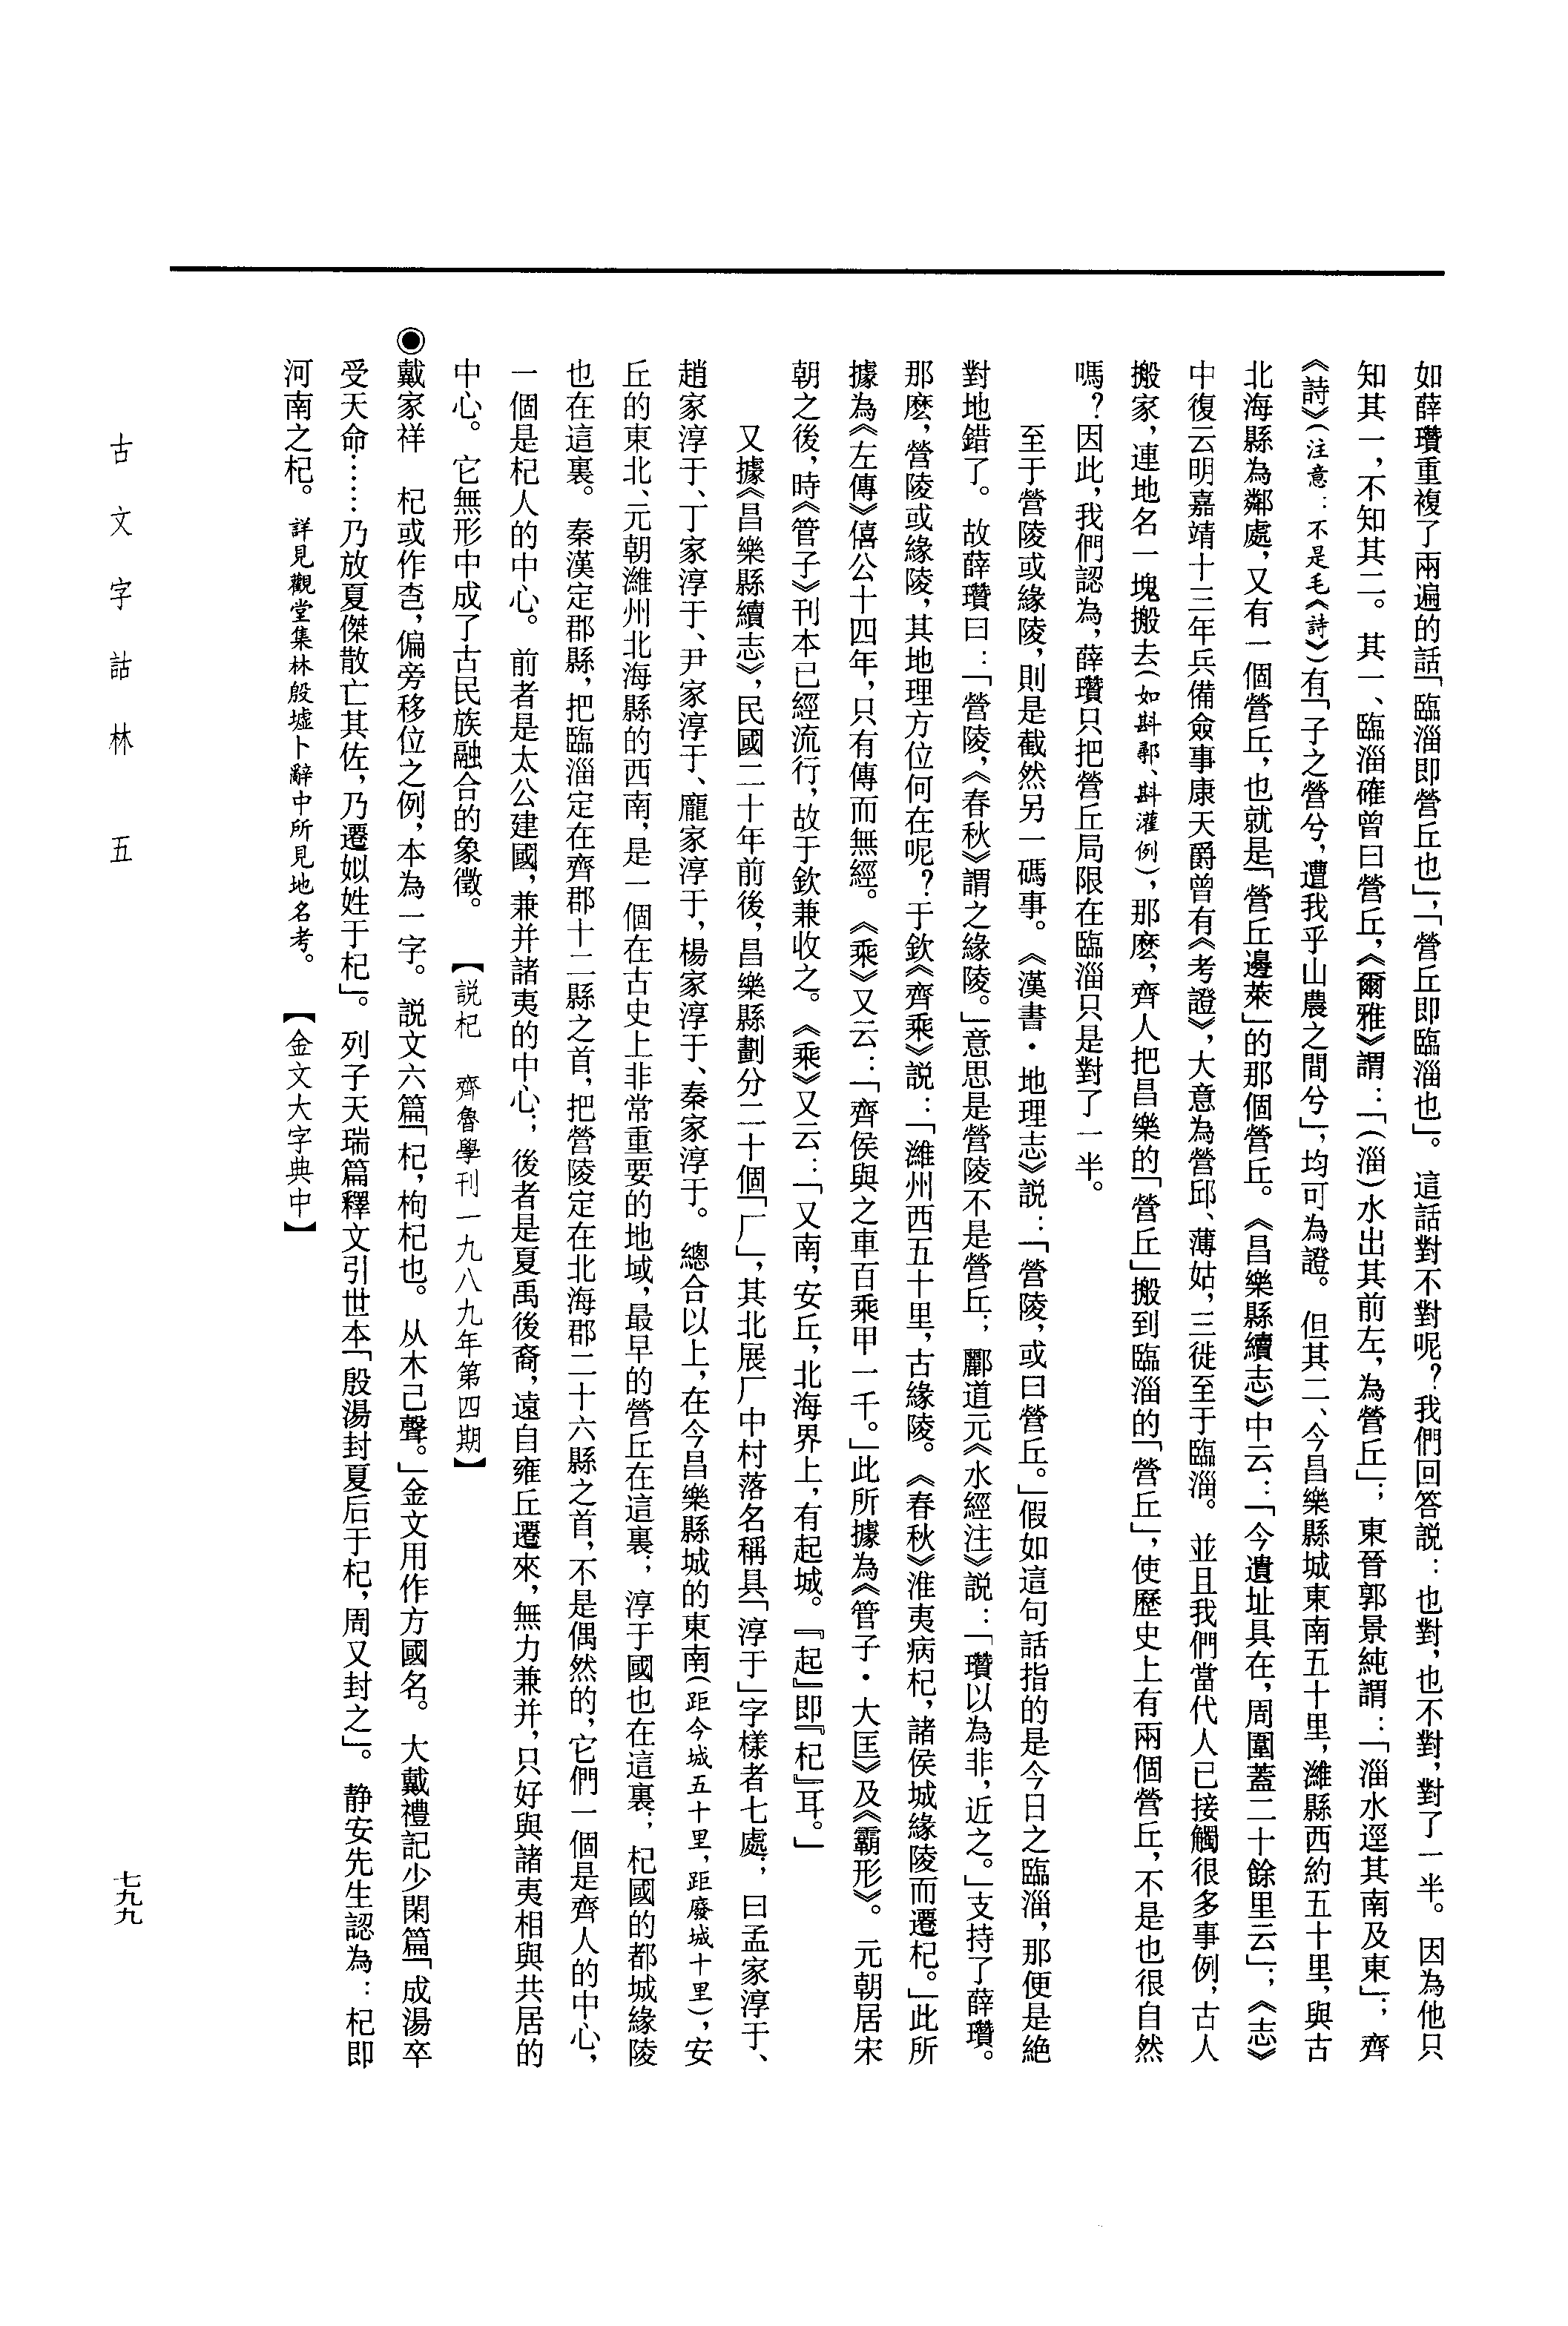 如薛瓚重複了兩遍的話「臨淄即營丘也」，「營丘即臨淄也」。這話對不對呢？我們回答説：也對，也不對，對了一半。因為他只
知其一，不知其二。其一、臨淄確曾曰營丘，《爾雅》謂：「（淄）水出其前左，為營丘」；東晉郭景純謂：「淄水逕其南及東」；齊
《詩》（注意：不是毛《詩》）有「子之營兮，遭我乎山農之間兮」，均可為證。但其二、今昌樂縣城東南五十里，濰縣西約五十里，與古
北海縣為鄰處，又有一個營丘，也就是「營丘邊萊」的那個營丘。《昌樂縣續志》中云：「今遺址具在，周圍蓋二十餘里云」；《志》
中復云明嘉靖十三年兵備僉事康天爵曾有《考證》，大意為營邱、薄姑，三徙至于臨淄。並且我們當代人已接觸很多事例，古人
搬家，連地名一塊搬去（如斟鄩、斟灌例），那麽，齊人把昌樂的「營丘」搬到臨淄的「營丘」，使歷史上有兩個營丘，不是也很自然
嗎？因此，我們認為，薛瓚只把營丘局限在臨淄只是對了一半。
至于營陵或緣陵，則是截然另一碼事。《漢書·地理志》説：「營陵，或曰營丘。」假如這句話指的是今日之臨淄，那便是絶
對地錯了。故薛瓚曰：「營陵，《春秋》謂之緣陵。」意思是營陵不是營丘；酈道元《水經注》説：「瓚以為非，近之。」支持了薛瓚。
那麽，營陵或緣陵，其地理方位何在呢？于欽《齊乘》説：「濰州西五十里，古緣陵。《春秋》淮夷病杞，諸侯城緣陵而遷杞。」此所
據為《左傳》僖公十四年，只有傳而無經。《乘》又云：「齊侯與之車百乘甲一千。」此所據為《管子·大匡》及《霸形》。元朝居宋
朝之後，時《管子》刊本已經流行，故于欽兼收之。《乘》又云：「又南，安丘，北海界上，有起城。『起』即『杞』耳。」
又據《昌樂縣續志》，民國二十年前後，昌樂縣劃分二十個「厂」，其北展厂中村落名稱具「淳于」字樣者七處；曰孟家淳于、
趙家淳于、丁家淳于、尹家淳于、龐家淳于，楊家淳于、秦家淳于。總合以上，在今昌樂縣城的東南（距今城五十里，距廢城十里），安
丘的東北、元朝濰州北海縣的西南，是一個在古史上非常重要的地域，最早的營丘在這裏；淳于國也在這裏；杞國的都城緣陵
也在這裏。秦漢定郡縣，把臨淄定在齊郡十二縣之首，把營陵定在北海郡二十六縣之首，不是偶然的，它們一個是齊人的中心，
一個是杞人的中心。前者是太公建國，兼并諸夷的中心；後者是夏禹後裔，遠自雍丘遷來，無力兼并，只好與諸夷相與共居的
中心。它無形中成了古民族融合的象徵。　【説杞　齊魯學刊一九八九年第四期】
◉戴家祥　杞或作杏，偏旁移位之例，本為一字。説文六篇「杞，枸杞也。从木己聲。」金文用作方國名。大戴禮記少閑篇「成湯卒
受天命……乃放夏傑散亡其佐，乃遷姒姓于杞」。列子天瑞篇釋文引世本「殷湯封夏后于杞，周又封之」。静安先生認為：杞即
河南之杞。詳見觀堂集林殷墟卜辭中所見地名考。　【金文大字典中】
古文字詁林　五
七九九